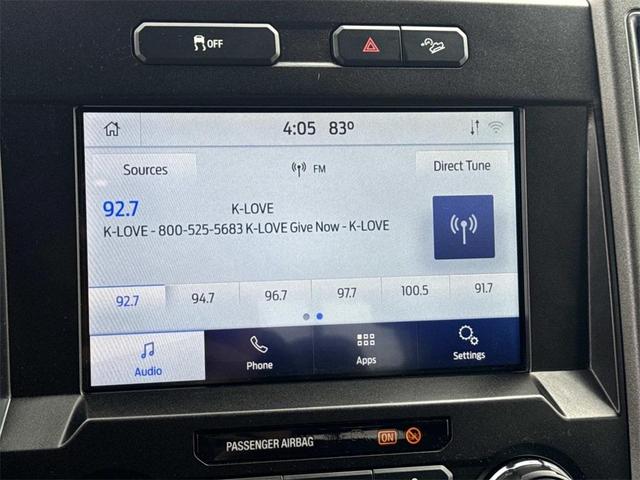 OFF
4:05 83º
Sources FM Direct Tune
92.7 K-LOVE
K-LOVE - 800-525-5683 K-LOVE Give Now - K-LOVE
92.7 94.7 96.7 97.7 100.5 91.7
Audio Phone Apps Settings
PASSENGER AIRBAG ON